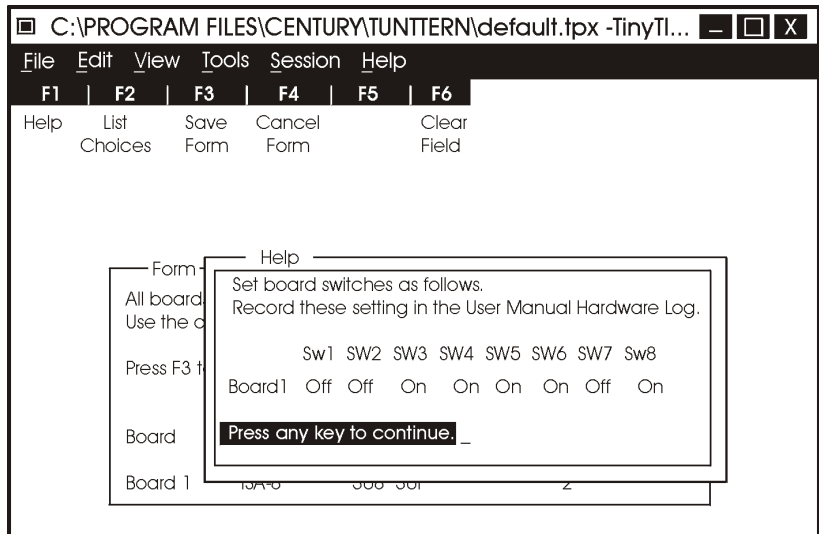 C:\PROGRAM FILES\CENTURY\TUNTTERN\default.tpx -TinyTI... X
File Edit View Tools Session Help
F1 | F2 | F3 | F4 | F5 | F6
Help List Save Cancel Clear
Choices Form Form Field
Form
Help
All board
Use the
Press F3
Board
Board 1
Set board switches as follows.
Record these setting in the User Manual Hardware Log.
Sw1 SW2 SW3 SW4 SW5 SW6 SW7 Sw8
Board1 Off Off On On On On Off On
Press any key to continue. _
2